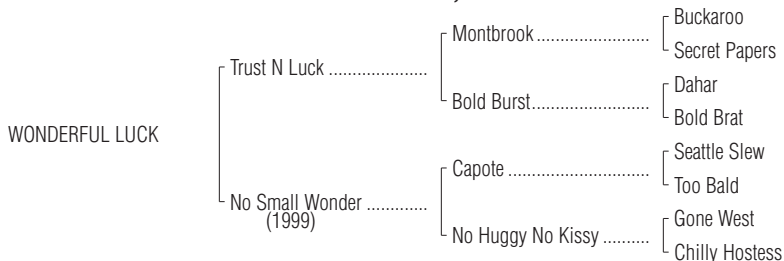 Buckaroo
Montbrook
Secret Papers
Trust N Luck
Dahar
Bold Burst
Bold Brat
WONDERFUL LUCK
Seattle Slew
Capote
Too Bald
No Small Wonder
(1999)
Gone West
No Huggy No Kissy
Chilly Hostess